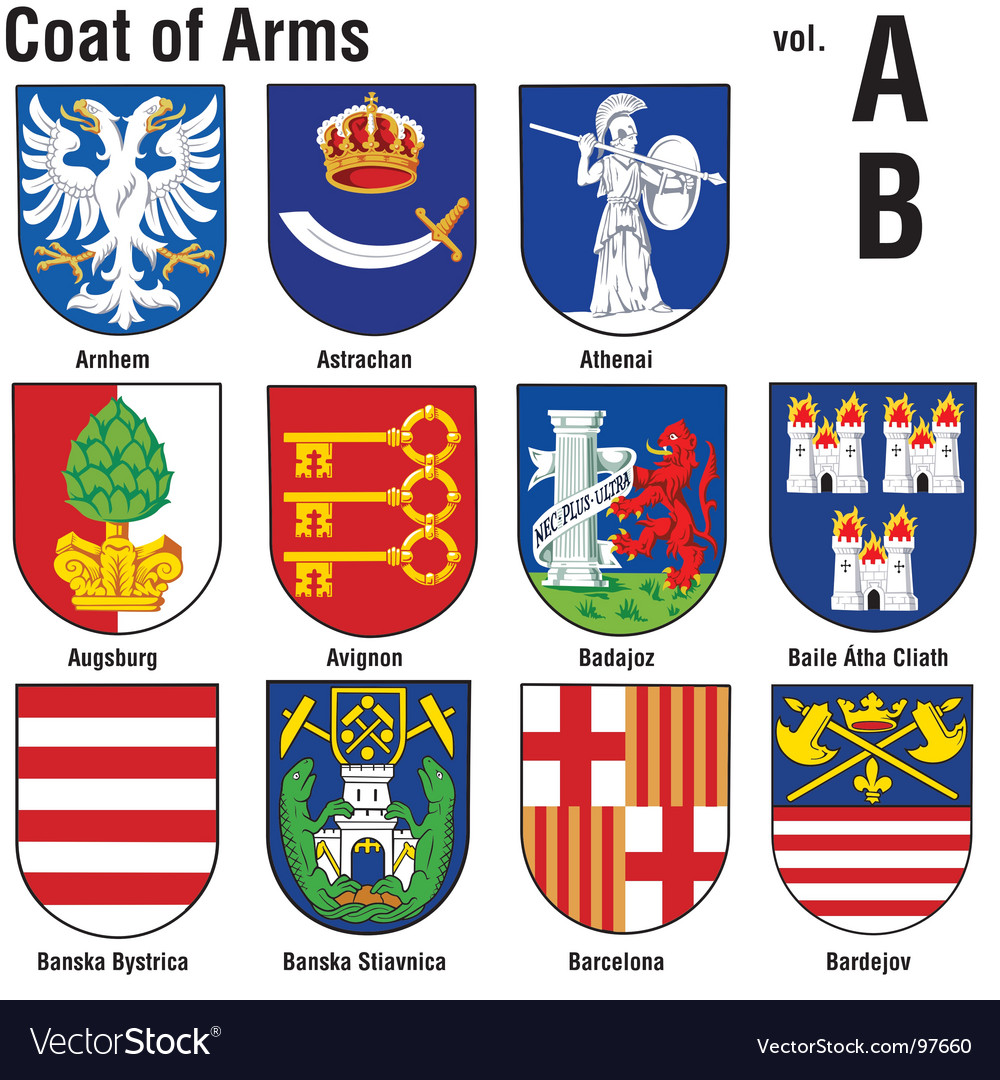 Coat of Arms
vol. A
B
Arnhem
Astrachan
Athenai
NEC·PLUS·ULTRA
Augsburg
Avignon
Badajoz
Baile Átha Cliath
Banska Bystrica
Banska Stiavnica
Barcelona
Bardejov
VectorStock®
VectorStock.com/97660